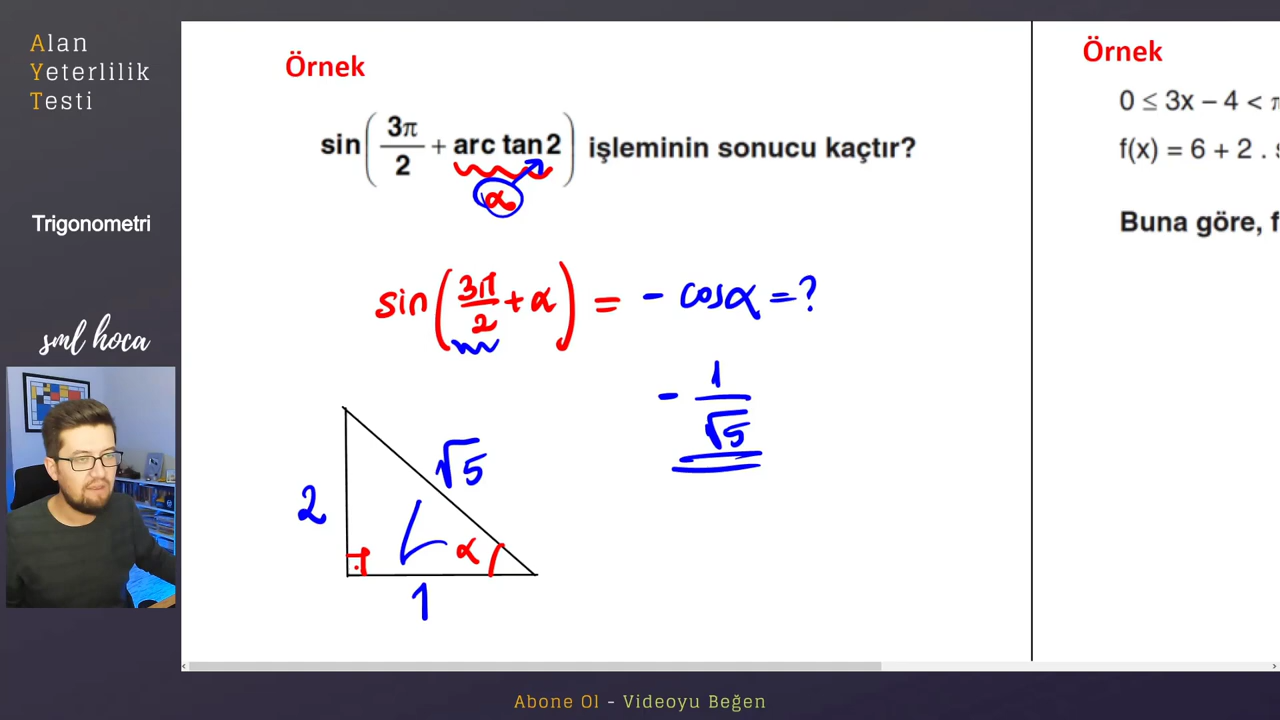 Alan
Yeterlilik
Testi
Trigonometri
sml hoca
Örnek
sin(3π/2 + arc tan2) işleminin sonucu kaçtır?
α
sin(3π/2 + α) = - cosα = ?
- 1/√5
2
√5
α
1
Örnek
0 ≤ 3x – 4 < π
f(x) = 6 + 2 . s
Buna göre, f
Abone Ol - Videoyu Beğen